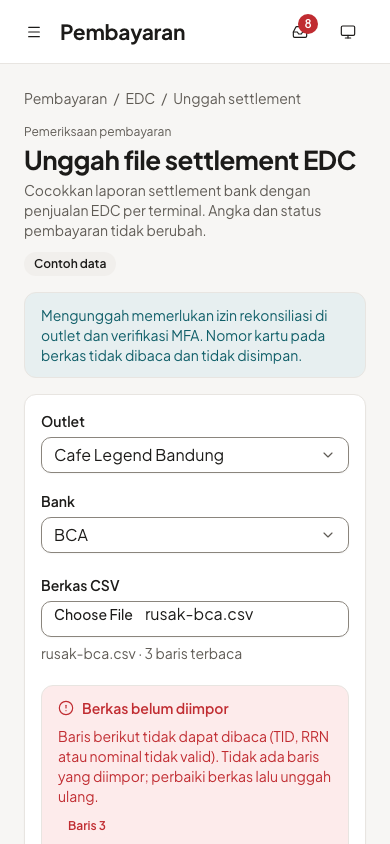 Pembayaran
8
Pembayaran / EDC / Unggah settlement
Pemeriksaan pembayaran
Unggah file settlement EDC
Cocokkan laporan settlement bank dengan
penjualan EDC per terminal. Angka dan status
pembayaran tidak berubah.
Contoh data
Mengunggah memerlukan izin rekonsiliasi di
outlet dan verifikasi MFA. Nomor kartu pada
berkas tidak dibaca dan tidak disimpan.
Outlet
Cafe Legend Bandung
Bank
BCA
Berkas CSV
Choose File rusak-bca.csv
rusak-bca.csv · 3 baris terbaca
Berkas belum diimpor
Baris berikut tidak dapat dibaca (TID, RRN
atau nominal tidak valid). Tidak ada baris
yang diimpor; perbaiki berkas lalu unggah
ulang.
Baris 3